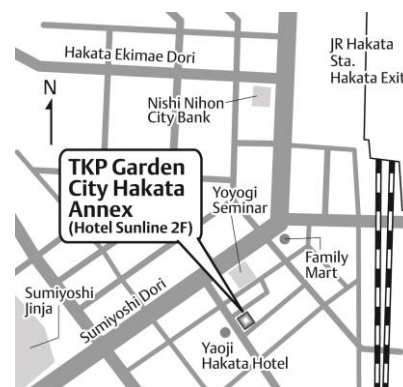 Hakata Ekimae Dori
JR Hakata
Sta.
Hakata Exit
N
Nishi Nihon
City Bank
TKP Garden
City Hakata
Annex
(Hotel Sunline 2F)
Yoyogi
Seminar
Family
Mart
Sumiyoshi
Jinja
Sumiyoshi Dori
Yaoji
Hakata Hotel